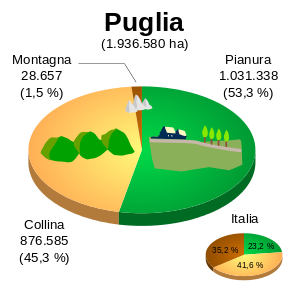 Puglia
(1.936.580 ha)
Montagna
28.657
(1,5 %)
Pianura
1.031.338
(53,3 %)
Collina
876.585
(45,3 %)
Italia
35,2 %
23,2 %
41,6 %